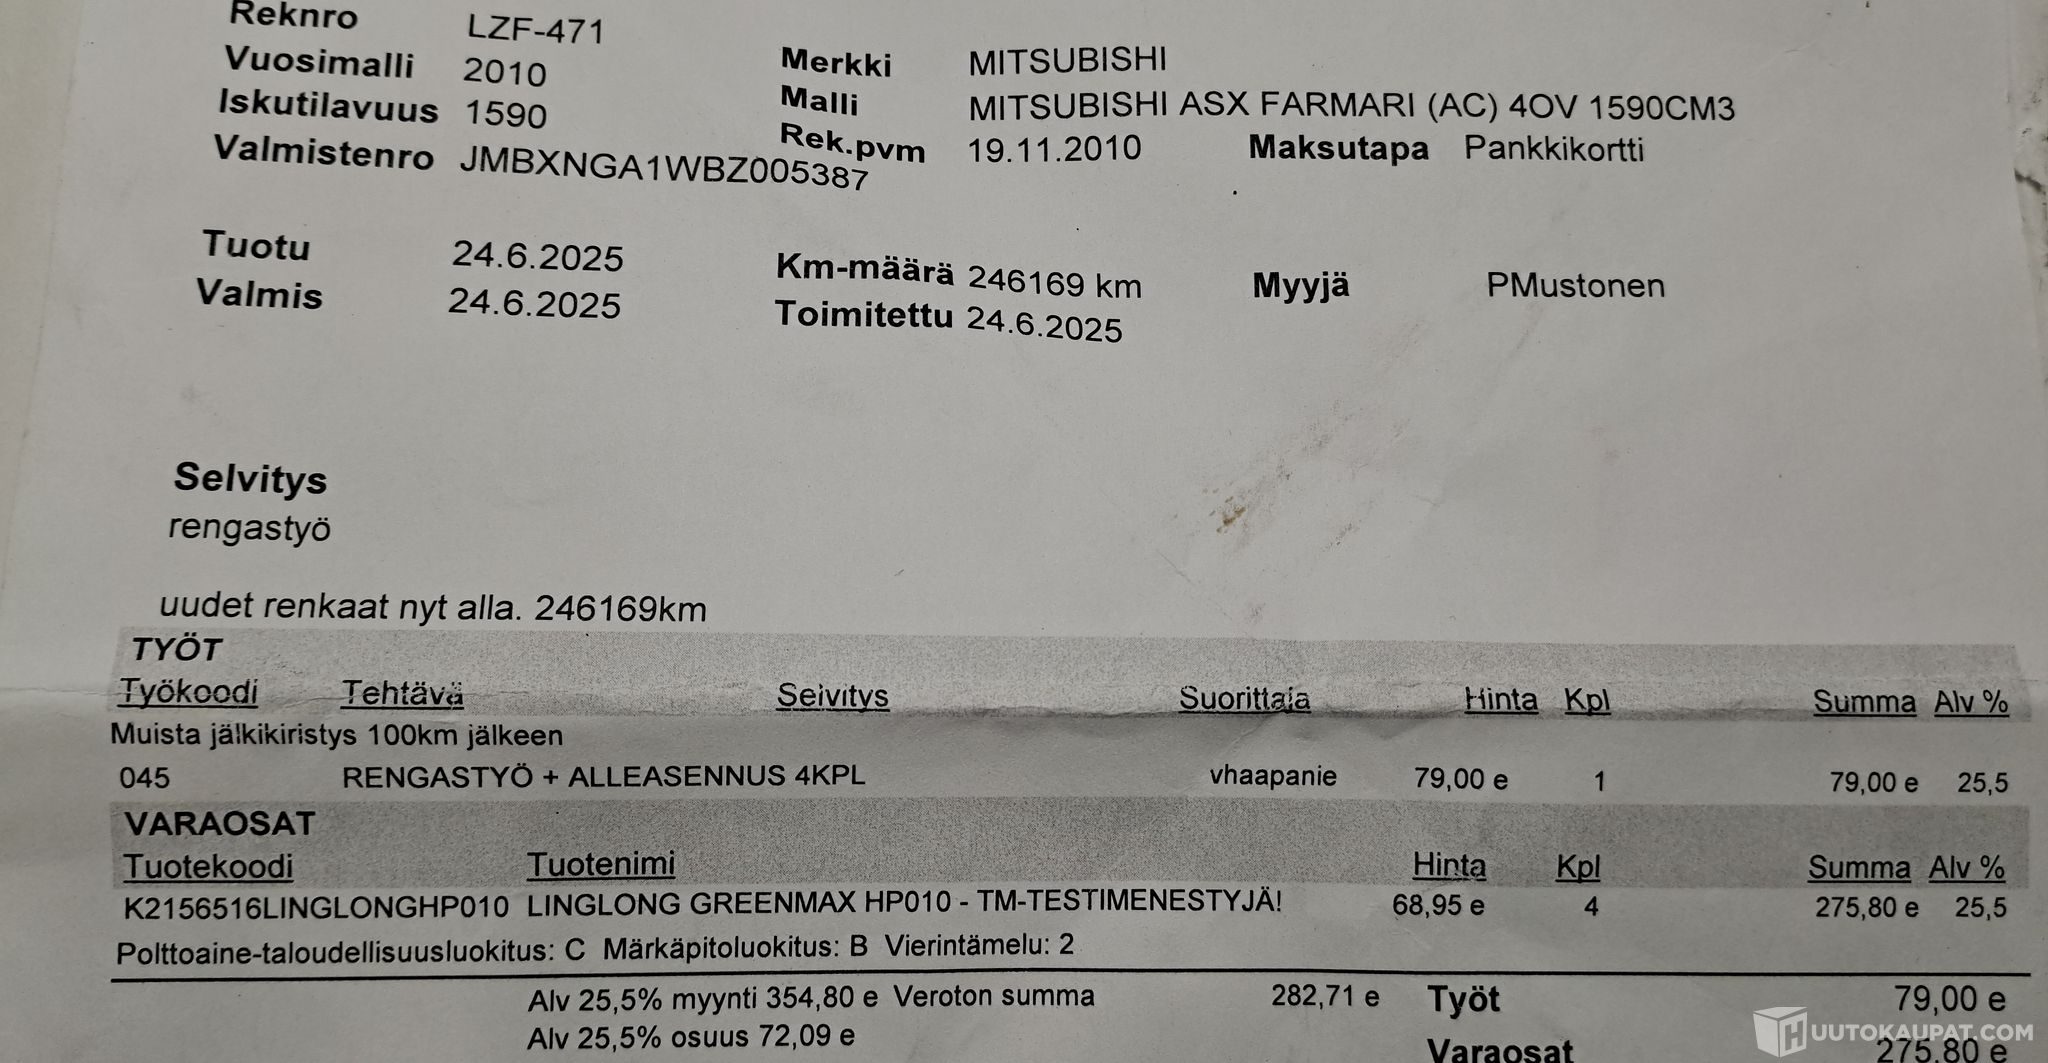 Reknro LZF-471
Vuosimalli 2010 Merkki MITSUBISHI
Iskutilavuus 1590 Malli MITSUBISHI ASX FARMARI (AC) 4OV 1590CM3
Valmistenro JMBXNGA1WBZ005387 Rek.pvm 19.11.2010 Maksutapa Pankkikortti
Tuotu 24.6.2025 Km-määrä 246169 km Myyjä PMustonen
Valmis 24.6.2025 Toimitettu 24.6.2025
Selvitys
rengastyö
uudet renkaat nyt alla. 246169km
TYÖT
Työkoodi Tehtävä Selvitys Suorittaja Hinta Kpl Summa Alv %
Muista jälkikiristys 100km jälkeen
045 RENGASTYÖ + ALLEASENNUS 4KPL vhaapanie 79,00 e 1 79,00 e 25,5
VARAOSAT
Tuotekoodi Tuotenimi Hinta Kpl Summa Alv %
K2156516LINGLONGHP010 LINGLONG GREENMAX HP010 - TM-TESTIMENESTYJÄ! 68,95 e 4 275,80 e 25,5
Polttoaine-taloudellisuusluokitus: C Märkäpitoluokitus: B Vierintämelu: 2
Alv 25,5% myynti 354,80 e Veroton summa 282,71 e Työt 79,00 e
Alv 25,5% osuus 72,09 e Varaosat 275,80 e
HUUTOKAUPAT.COM